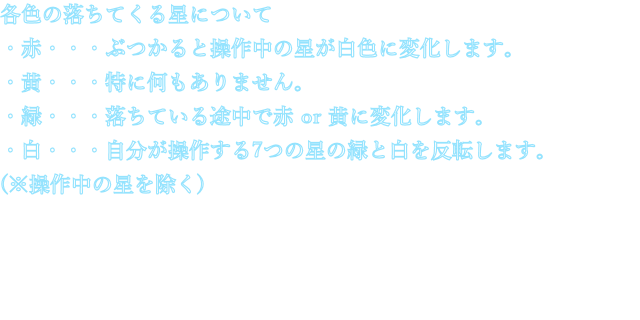 各色の落ちてくる星について
・赤・・・ぶつかると操作中の星が白色に変化します。
・黄・・・特に何もありません。
・緑・・・落ちている途中で赤 or 黄に変化します。
・白・・・自分が操作する7つの星の緑と白を反転します。
(※操作中の星を除く)